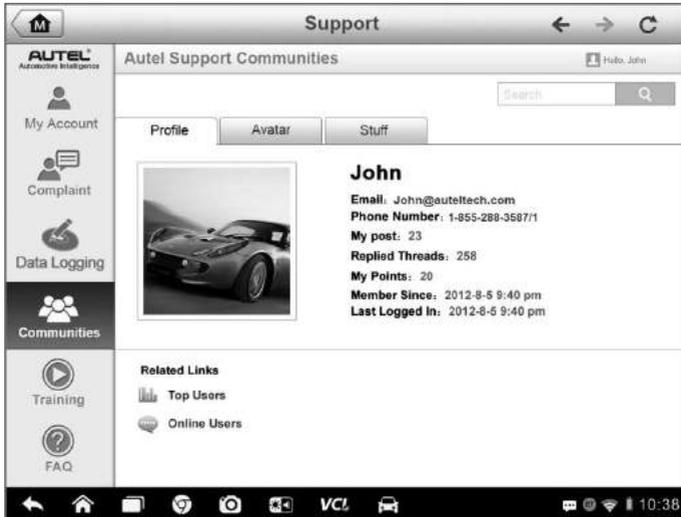 M
Support
AUTEL
Automotive Intelligence
Autel Support Communities
Hello, John
Search
My Account
Complaint
Data Logging
Communities
Training
FAQ
Profile
Avatar
Stuff
John
Email: John@auteltech.com
Phone Number: 1-855-288-3587/1
My post: 23
Replied Threads: 258
My Points: 20
Member Since: 2012-8-5 9:40 pm
Last Logged In: 2012-8-5 9:40 pm
Related Links
Top Users
Online Users
VCI
10:38